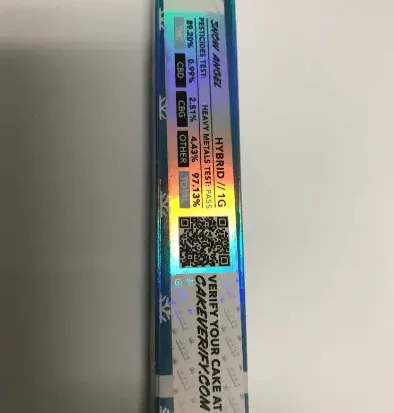 SNOW ANGEL
HYBRID // 1G
PESTICIDES TEST:
HEAVY METALS TEST: PASS
89.20% 0.99% 2.51% 4.43% 97.13%
THC CBD CBG OTHER TOTAL
VERIFY YOUR CAKE AT
CAKEVERIFY.COM